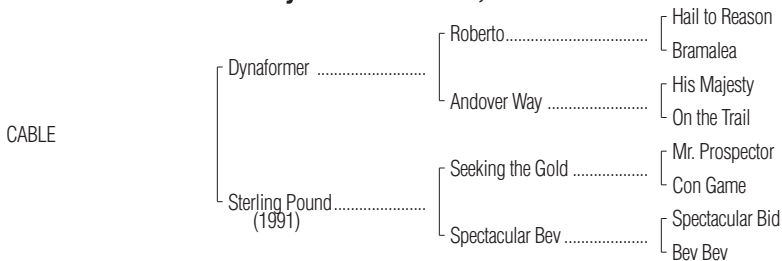 Hail to Reason
Roberto
Bramalea
Dynaformer
His Majesty
Andover Way
On the Trail
CABLE
Mr. Prospector
Seeking the Gold
Con Game
Sterling Pound
(1991)
Spectacular Bid
Spectacular Bev
Bev Bev